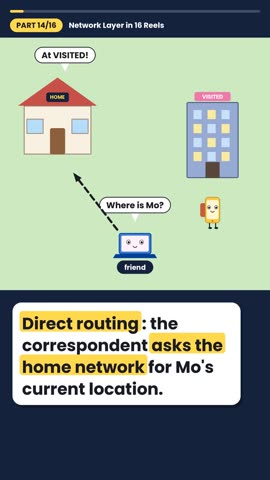 PART 14/16 Network Layer in 16 Reels
At VISITED!
HOME
VISITED
Where is Mo?
friend
Direct routing: the
correspondent asks the
home network for Mo's
current location.